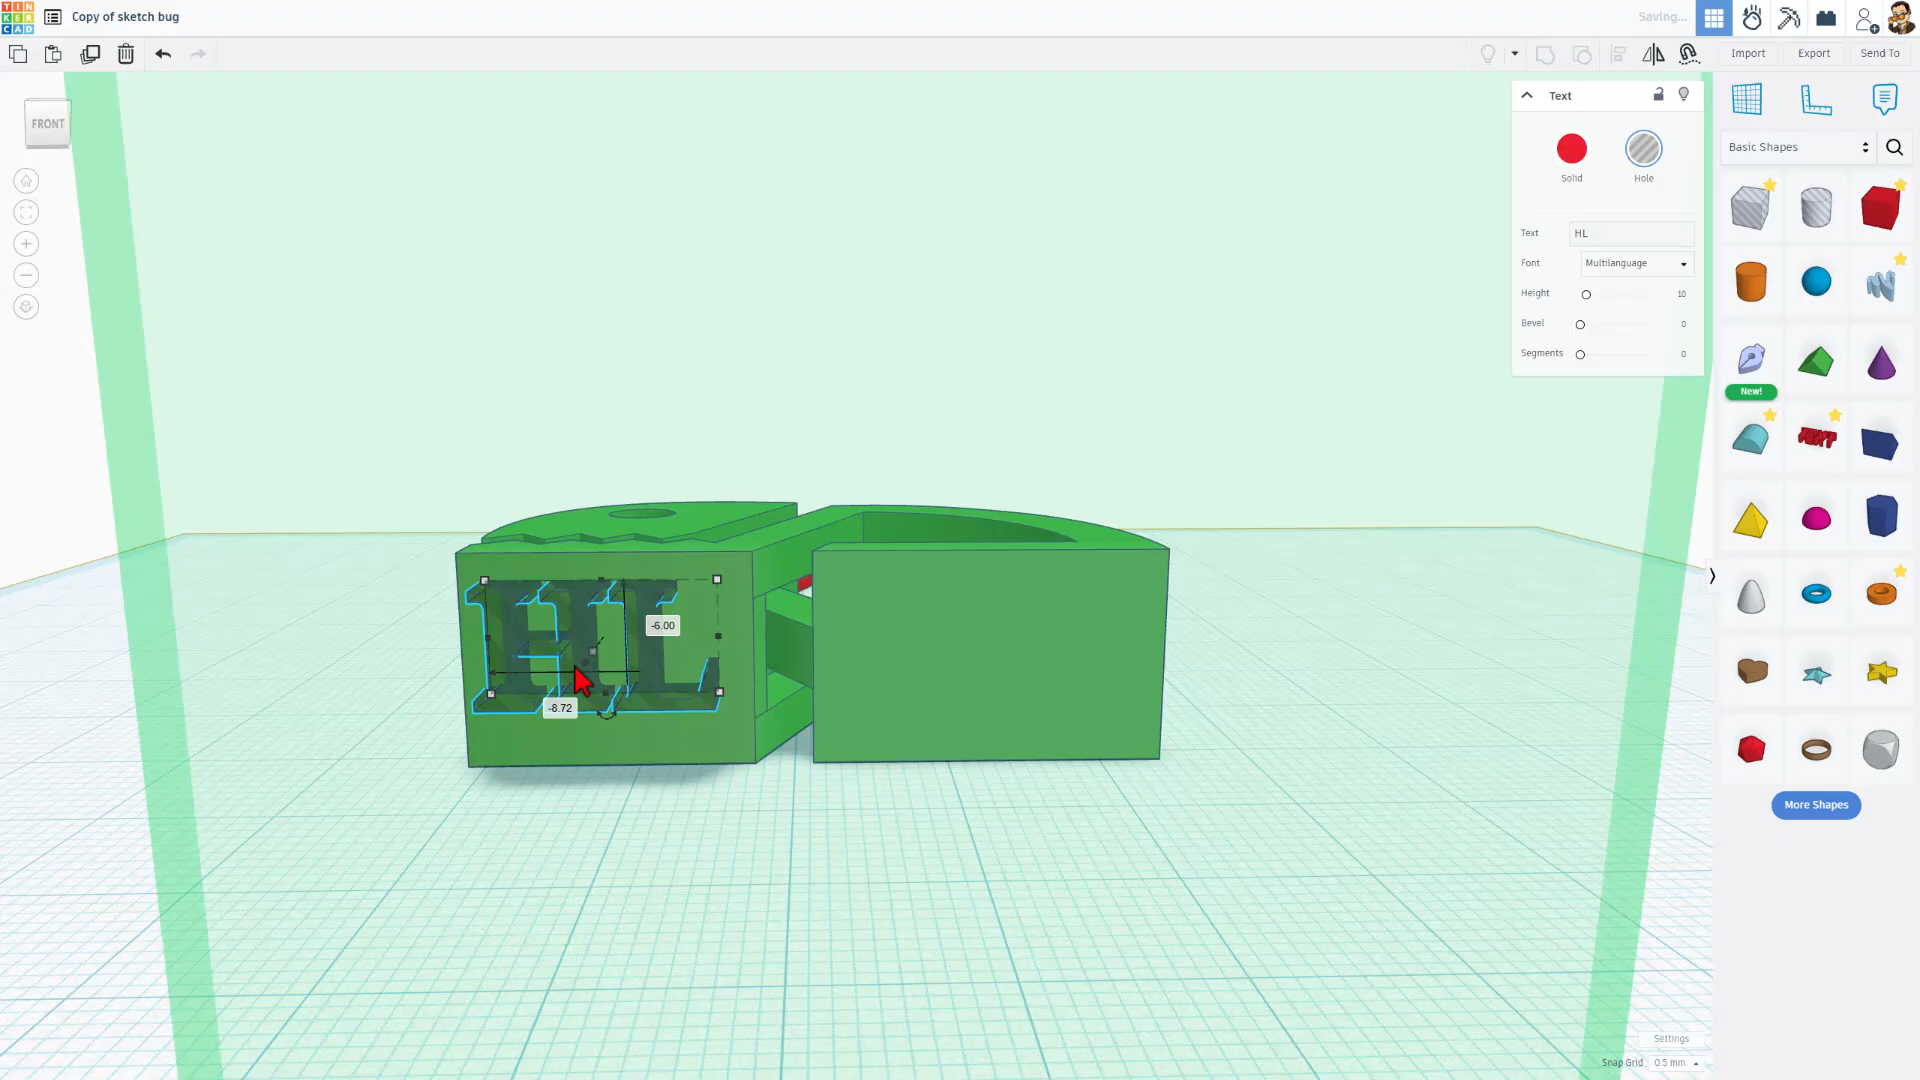 TIN
KER
CAD
Copy of sketch bug
Saving...
Import
Export
Send To
FRONT
Text
Solid
Hole
Text
HL
Font
Multilanguage
Height
10
Bevel
0
Segments
0
Basic Shapes
New!
TEXT
More Shapes
HL
-6.00
-8.72
Settings
Snap Grid
0.5 mm